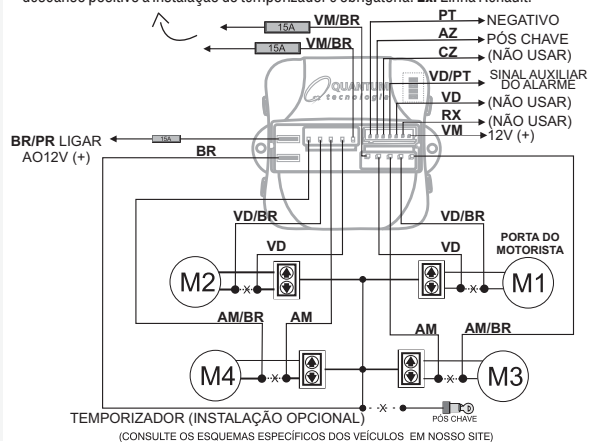 descanso positivo a instalação do temporizador é obrigatória. Ex: Linha Renault.
15A VM/BR
15A VM/BR
PT NEGATIVO
AZ PÓS CHAVE
CZ (NÃO USAR)
VD/PT SINAL AUXILIAR
DO ALARME
VD (NÃO USAR)
RX (NÃO USAR)
VM 12V (+)
QUANTUM
tecnologia
BR/PR LIGAR
AO12V (+)
15A
BR
VD/BR
VD/BR
VD
VD
PORTA DO
MOTORISTA
M2
M1
X
X
AM/BR
AM
AM
AM/BR
M4
M3
X
X
X
TEMPORIZADOR (INSTALAÇÃO OPCIONAL)
PÓS CHAVE
(CONSULTE OS ESQUEMAS ESPECÍFICOS DOS VEÍCULOS EM NOSSO SITE)